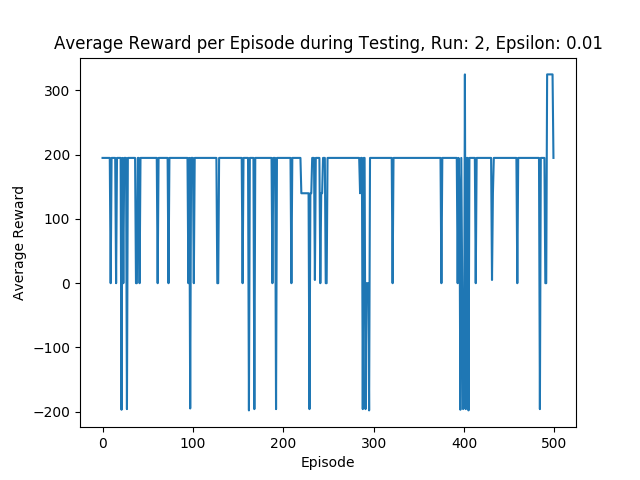 Average Reward per Episode during Testing, Run: 2, Epsilon: 0.01
300
200
100
0
−100
−200
Average Reward
0 100 200 300 400 500
Episode